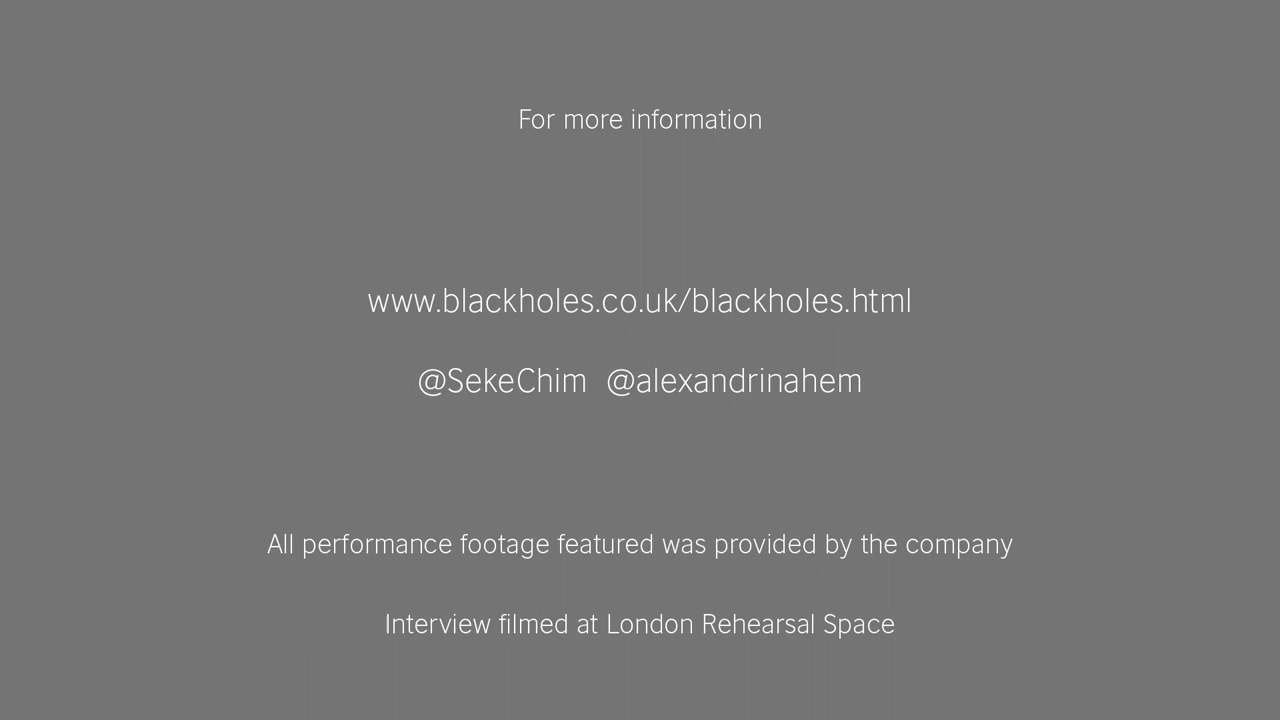 For more information
www.blackholes.co.uk/blackholes.html
@SekeChim @alexandrinahem
All performance footage featured was provided by the company
Interview filmed at London Rehearsal Space